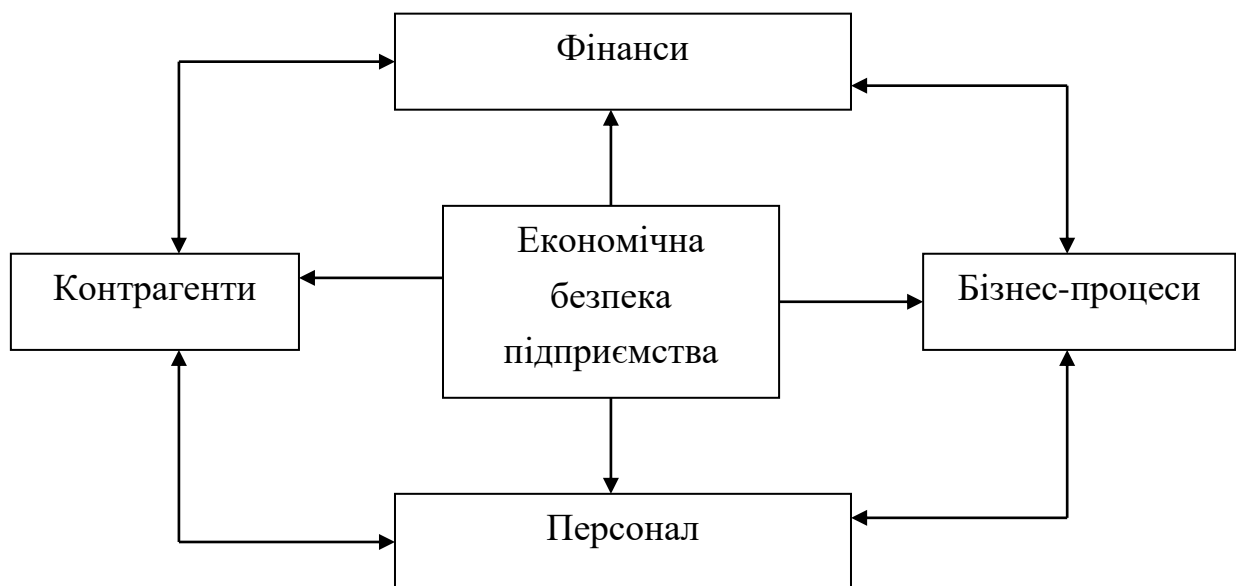 Фінанси
Економічна
безпека
підприємства
Контрагенти
Бізнес-процеси
Персонал